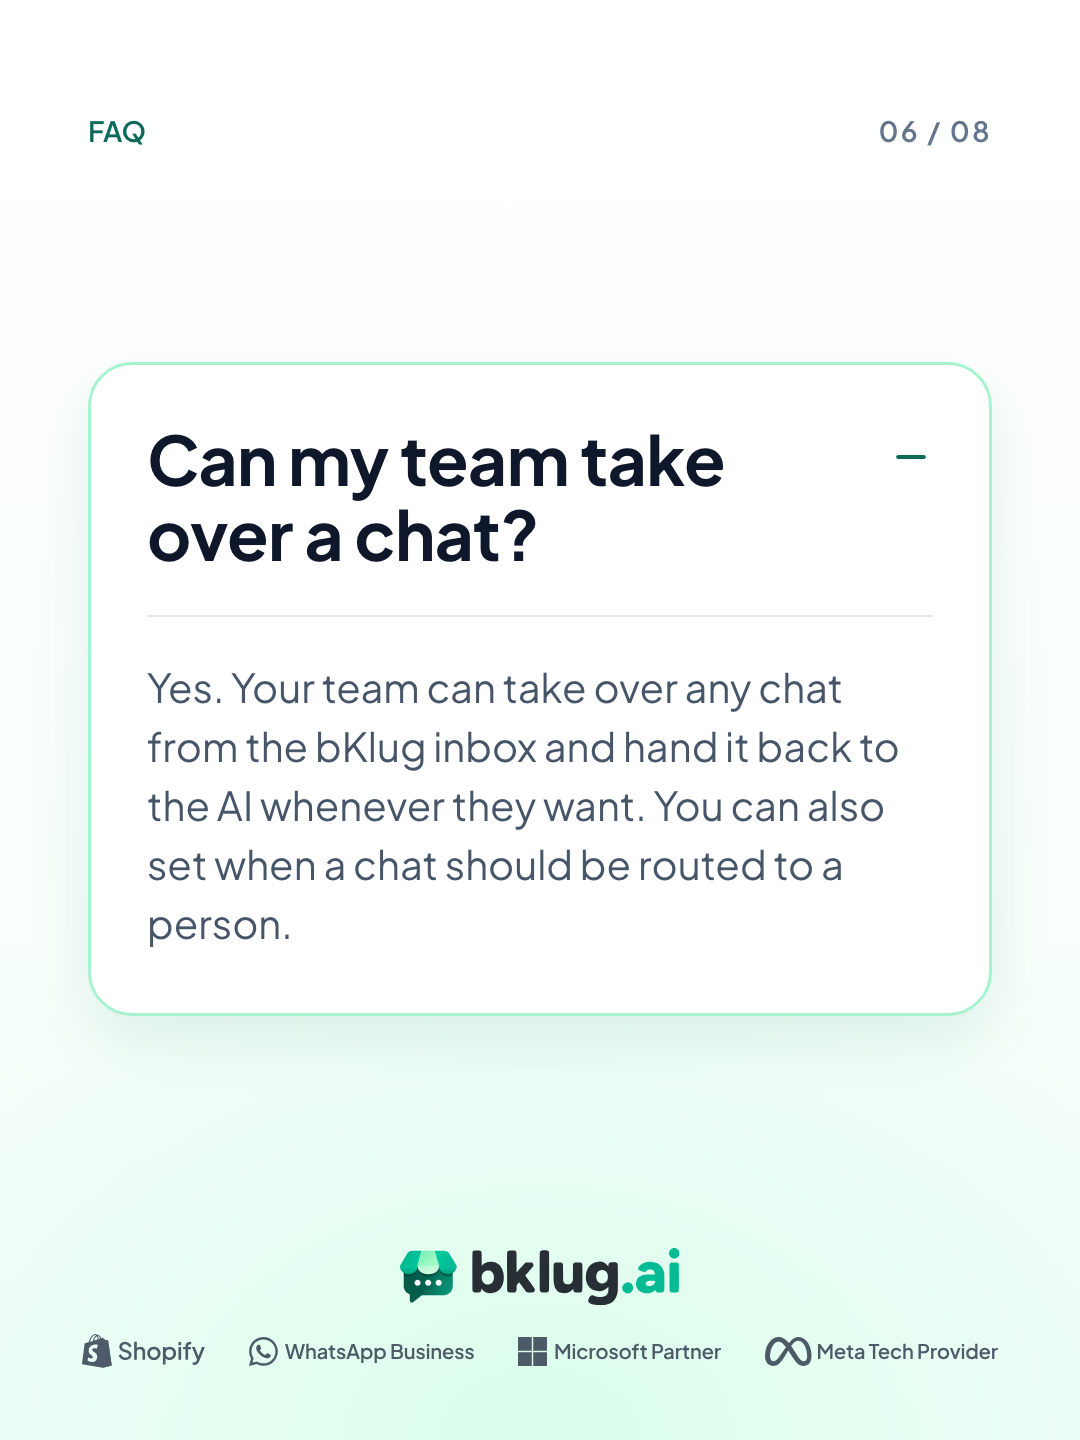 FAQ
06 / 08
Can my team take
over a chat?
Yes. Your team can take over any chat
from the bKlug inbox and hand it back to
the AI whenever they want. You can also
set when a chat should be routed to a
person.
bklug.ai
Shopify
WhatsApp Business
Microsoft Partner
Meta Tech Provider